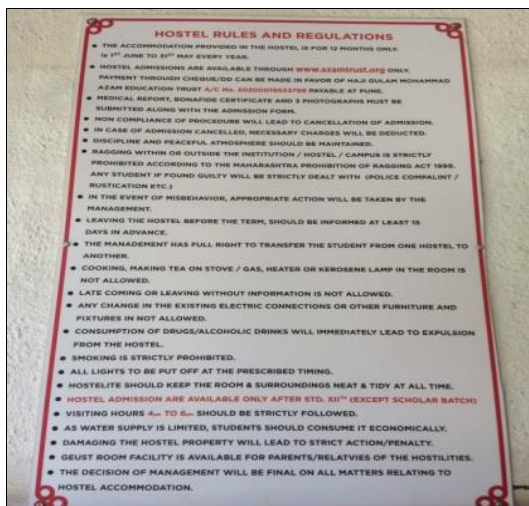 HOSTEL RULES AND REGULATIONS
• THE ACCOMMODATION PROVIDED IN THE HOSTEL IS FOR 12 MONTHS ONLY.
ie 1ST JUNE TO 31ST MAY EVERY YEAR.
• HOSTEL ADMISSIONS ARE AVAILABLE THROUGH www.azamtrust.org ONLY.
PAYMENT THROUGH CHEQUE/DD CAN BE MADE IN FAVOR OF HAJI GULAM MOHAMMAD
AZAM EDUCATION TRUST A/C No. PAYABLE AT PUNE.
• MEDICAL REPORT, BONAFIDE CERTIFICATE AND 3 PHOTOGRAPHS MUST BE
SUBMITTED ALONG WITH THE ADMISSION FORM.
• NON COMPLIANCE OF PROCEDURE WILL LEAD TO CANCELLATION OF ADMISSION.
• IN CASE OF ADMISSION CANCELLED, NECESSARY CHARGES WILL BE DEDUCTED.
• DISCIPLINE AND PEACEFUL ATMOSPHERE SHOULD BE MAINTAINED.
• RAGGING WITHIN OR OUTSIDE THE INSTITUTION / HOSTEL / CAMPUS IS STRICTLY
PROHIBITED ACCORDING TO THE MAHARASHTRA PROHIBITION OF RAGGING ACT 1999.
ANY STUDENT IF FOUND GUILTY WILL BE STRICTLY DEALT WITH (POLICE COMPALINT /
RUSTICATION ETC.)
• IN THE EVENT OF MISBEHAVIOR, APPROPRIATE ACTION WILL BE TAKEN BY THE
MANAGEMENT.
• LEAVING THE HOSTEL BEFORE THE TERM, SHOULD BE INFORMED AT LEAST 15
DAYS IN ADVANCE.
• THE MANADEMENT HAS FULL RIGHT TO TRANSFER THE STUDENT FROM ONE HOSTEL TO
ANOTHER.
• COOKING, MAKING TEA ON STOVE / GAS, HEATER OR KEROSENE LAMP IN THE ROOM IS
NOT ALLOWED.
• LATE COMING OR LEAVING WITHOUT INFORMATION IS NOT ALLOWED.
• ANY CHANGE IN THE EXISTING ELECTRIC CONNECTIONS OR OTHER FURNITURE AND
FIXTURES IN NOT ALLOWED.
• CONSUMPTION OF DRUGS/ALCOHOLIC DRINKS WILL IMMEDIATELY LEAD TO EXPULSION
FROM THE HOSTEL.
• SMOKING IS STRICTLY PROHIBITED.
• ALL LIGHTS TO BE PUT OFF AT THE PRESCRIBED TIMING.
• HOSTELITE SHOULD KEEP THE ROOM & SURROUNDINGS NEAT & TIDY AT ALL TIME.
• HOSTEL ADMISSION ARE AVAILABLE ONLY AFTER STD. XIITH (EXCEPT SCHOLAR BATCH)
• VISITING HOURS 4PM TO 6PM SHOULD BE STRICTLY FOLLOWED.
• AS WATER SUPPLY IS LIMITED, STUDENTS SHOULD CONSUME IT ECONOMICALLY.
• DAMAGING THE HOSTEL PROPERTY WILL LEAD TO STRICT ACTION/PENALTY.
• GEUST ROOM FACILITY IS AVAILABLE FOR PARENTS/RELATVIES OF THE HOSTILITIES.
• THE DECISION OF MANAGEMENT WILL BE FINAL ON ALL MATTERS RELATING TO
HOSTEL ACCOMMODATION.